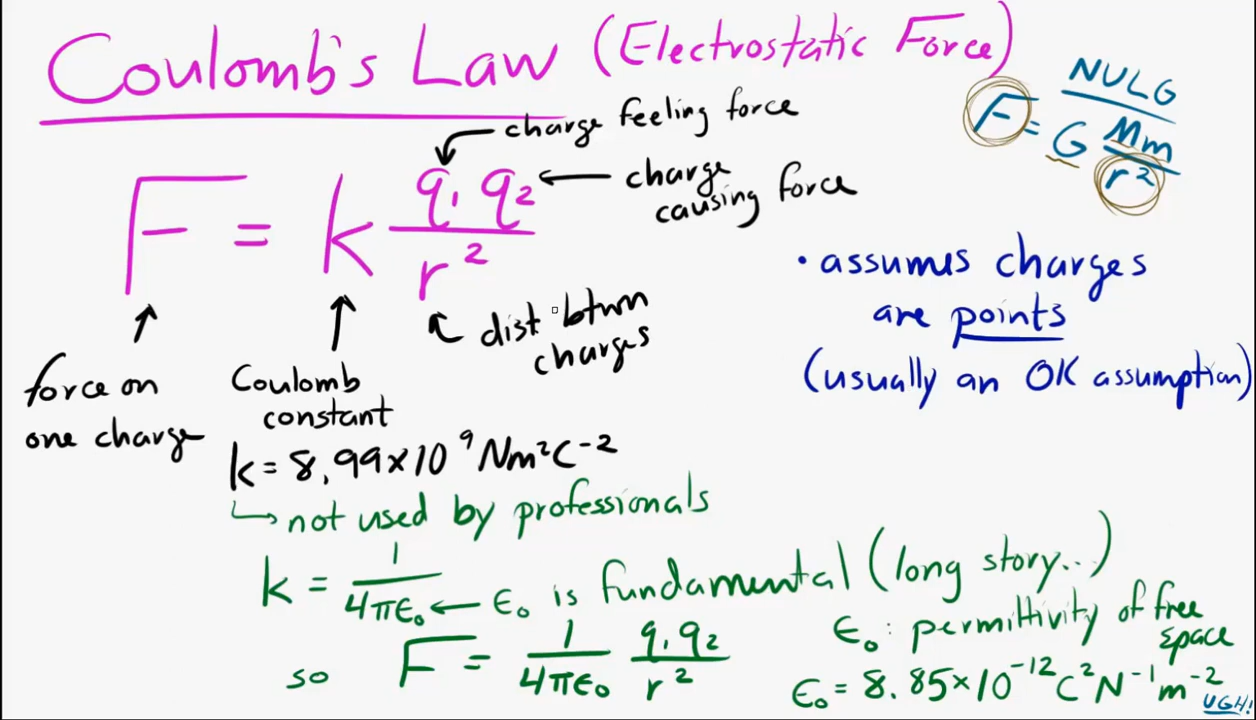 Coulomb's Law (Electrostatic Force)
NULG
F = G Mm/r²
charge feeling force
F = k q₁q₂/r²
charge
causing force
dist btwn
charges
force on
one charge
Coulomb
constant
k = 8.99×10⁹ Nm²C⁻²
• assumes charges
are points
(usually an OK assumption)
↳ not used by professionals
k = 1/4πϵ₀ ← ϵ₀ is fundamental (long story...)
so F = 1/4πϵ₀ q₁q₂/r²
ϵ₀: permittivity of free
space
ϵ₀ = 8.85×10⁻¹² C²N⁻¹m⁻²
UGH!